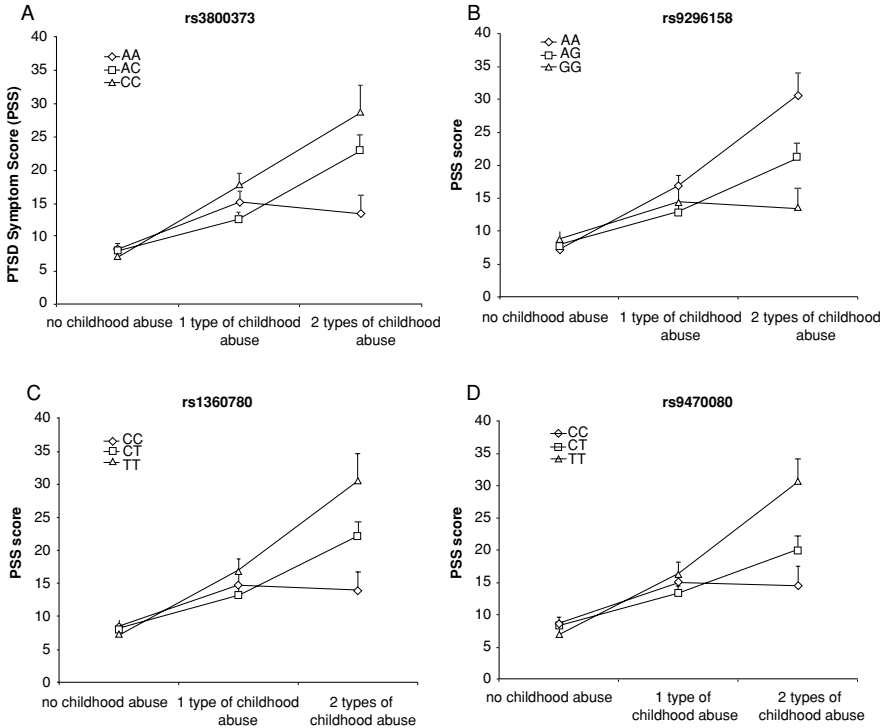 A
rs3800373
PTSD Symptom Score (PSS)
40
35
30
25
20
15
10
5
0
AA
AC
CC
no childhood abuse
1 type of childhood
abuse
2 types of childhood
abuse
B
rs9296158
PSS score
40
35
30
25
20
15
10
5
0
AA
AG
GG
no childhood abuse
1 type of childhood
abuse
2 types of childhood
abuse
C
rs1360780
PSS score
40
35
30
25
20
15
10
5
0
CC
CT
TT
no childhood abuse
1 type of childhood
abuse
2 types of
childhood abuse
D
rs9470080
PSS score
40
35
30
25
20
15
10
5
0
CC
CT
TT
no childhood abuse
1 type of
childhood abuse
2 types of
childhood abuse